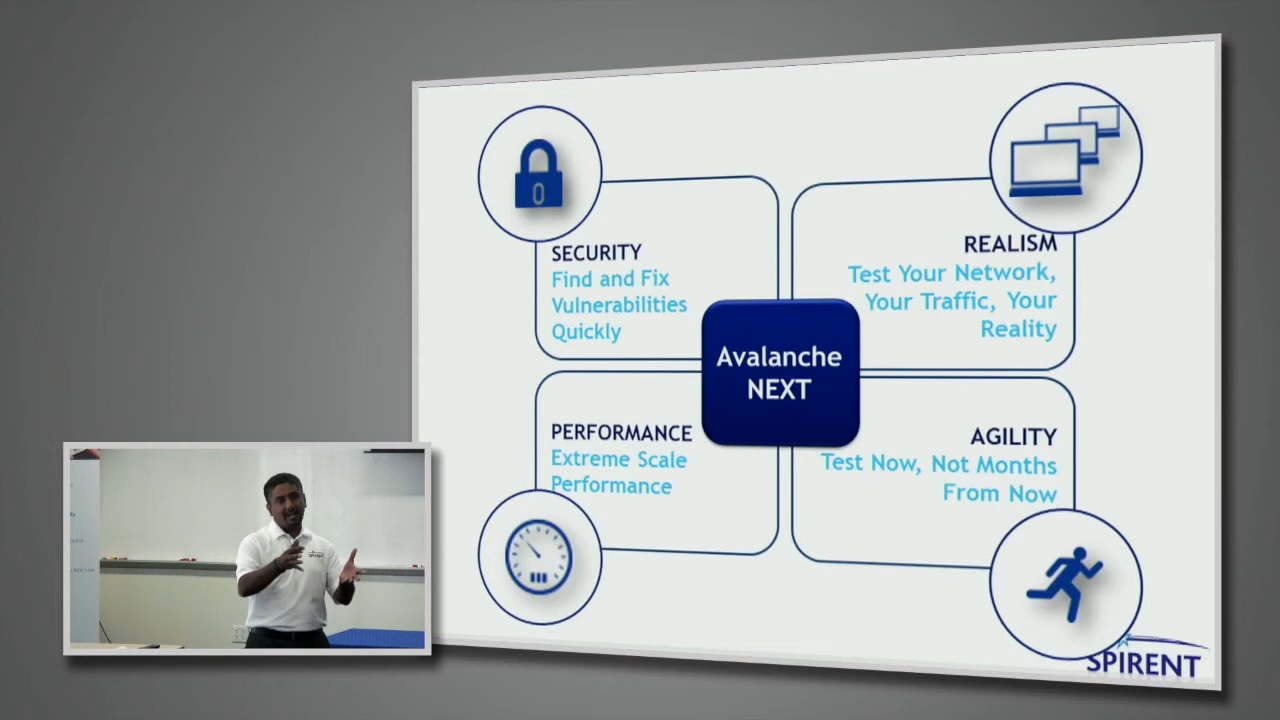 SECURITY
Find and Fix
Vulnerabilities
Quickly
REALISM
Test Your Network,
Your Traffic, Your
Reality
Avalanche
NEXT
PERFORMANCE
Extreme Scale
Performance
AGILITY
Test Now, Not Months
From Now
SPIRENT
SPIRENT